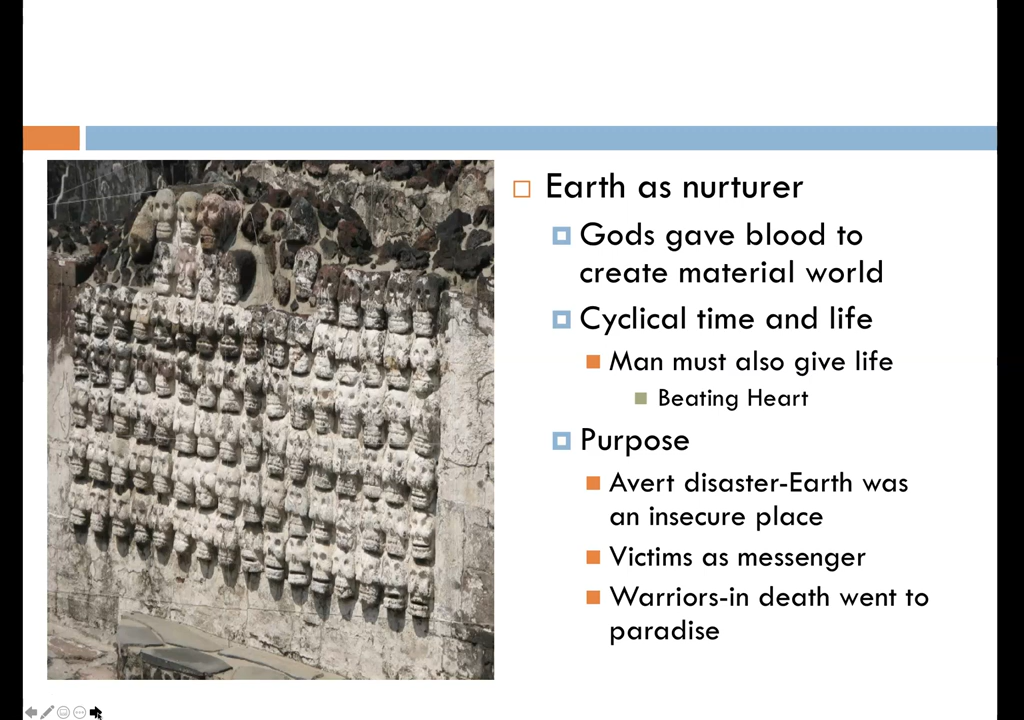 Earth as nurturer
Gods gave blood to
create material world
Cyclical time and life
Man must also give life
Beating Heart
Purpose
Avert disaster-Earth was
an insecure place
Victims as messenger
Warriors-in death went to
paradise